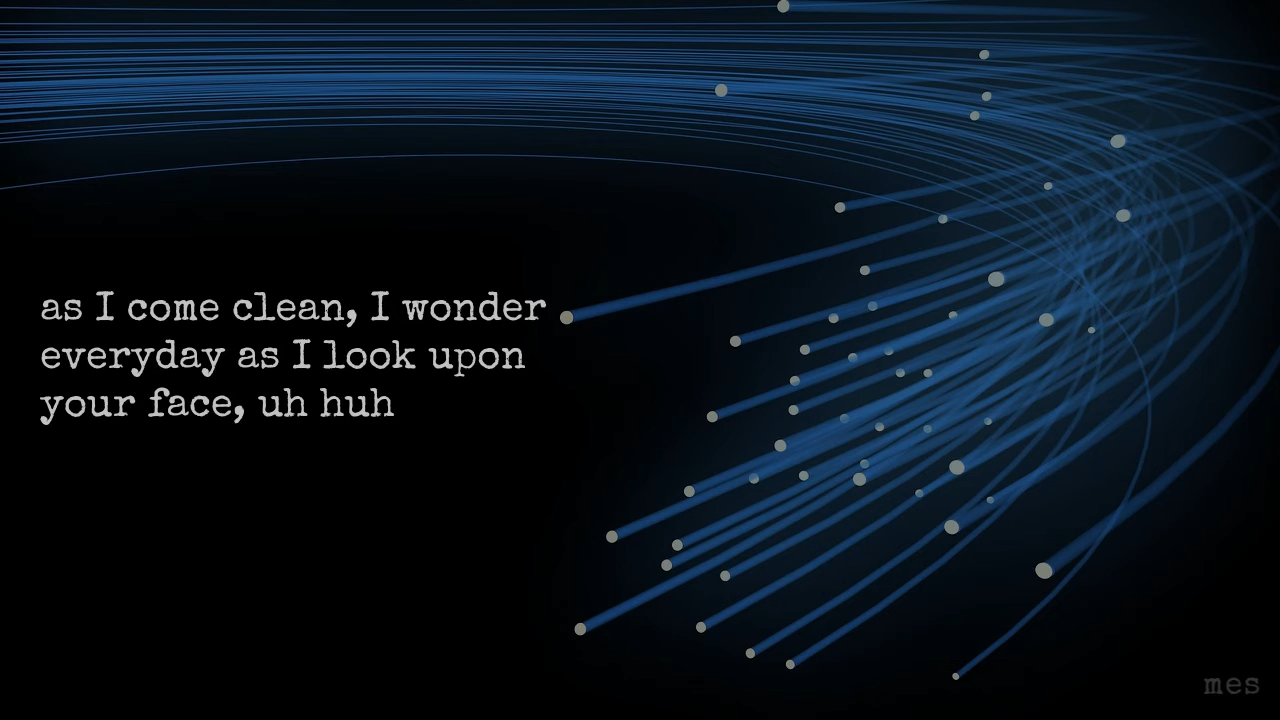 as I come clean, I wonder
everyday as I look upon
your face, uh huh
mes